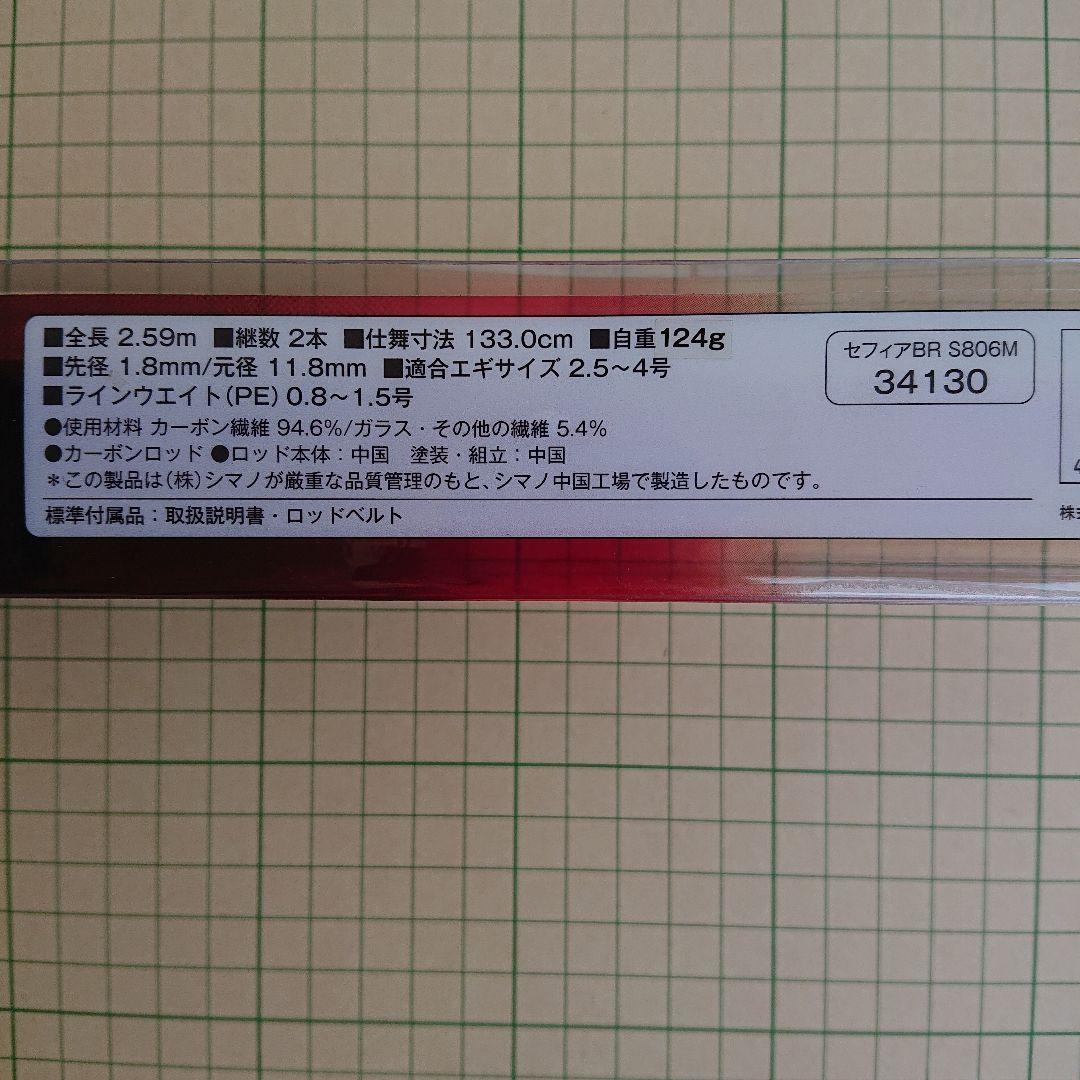 ■全長 2.59m ■継数 2本 ■仕舞寸法 133.0cm ■自重124g
■先径 1.8mm/元径 11.8mm ■適合エギサイズ 2.5〜4号
■ラインウエイト(PE) 0.8〜1.5号
●使用材料 カーボン繊維 94.6%/ガラス・その他の繊維 5.4%
●カーボンロッド ●ロッド本体：中国　塗装・組立：中国
＊この製品は(株)シマノが厳重な品質管理のもと、シマノ中国工場で製造したものです。
標準付属品：取扱説明書・ロッドベルト
セフィアBR S806M
34130